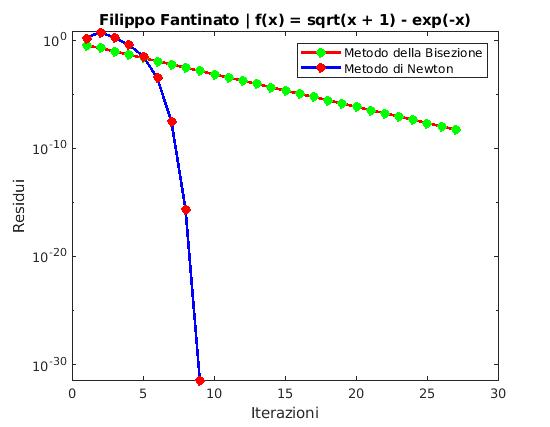 Filippo Fantinato | f(x) = sqrt(x + 1) - exp(-x)
Metodo della Bisezione
Metodo di Newton
10^0
10^-10
10^-20
10^-30
Residui
0 5 10 15 20 25 30
Iterazioni